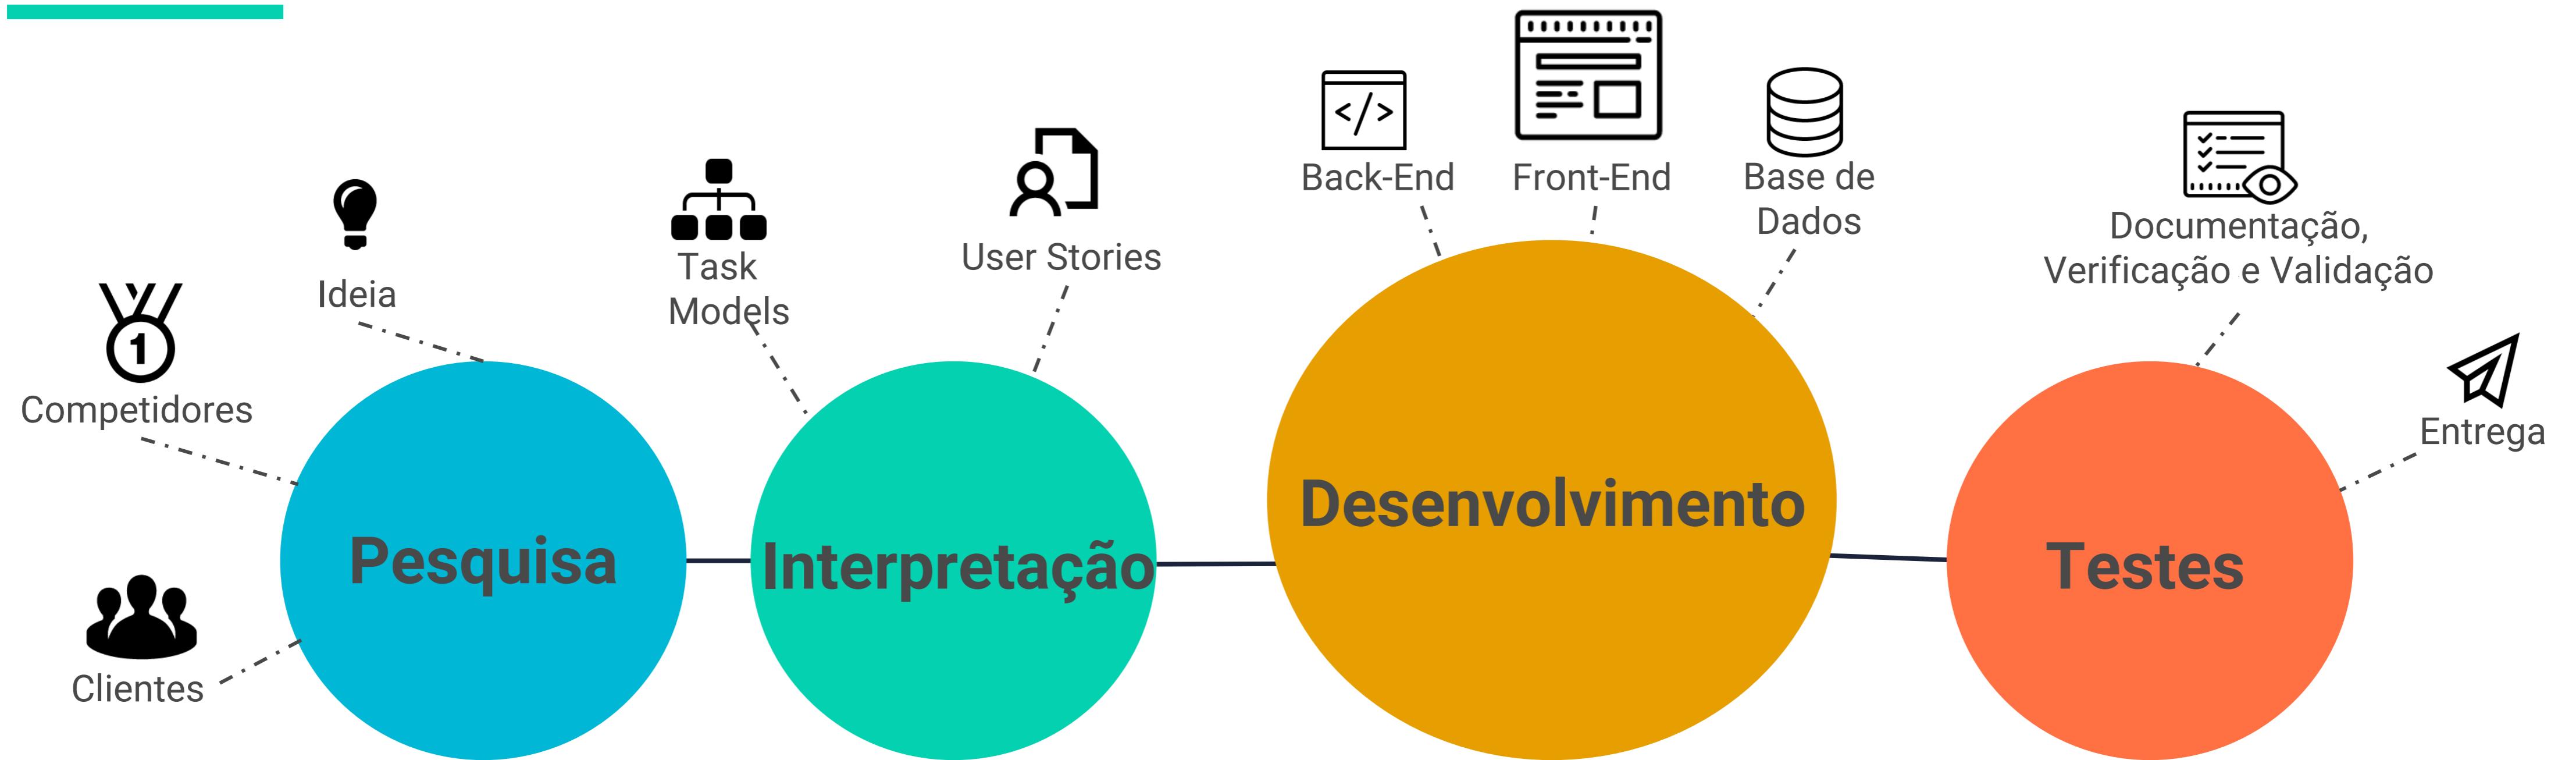 Clientes
Competidores
1
Ideia
Pesquisa
Task
Models
User Stories
Interpretação
</>
Back-End
Front-End
Base de
Dados
Desenvolvimento
Documentação,
Verificação e Validação
Entrega
Testes